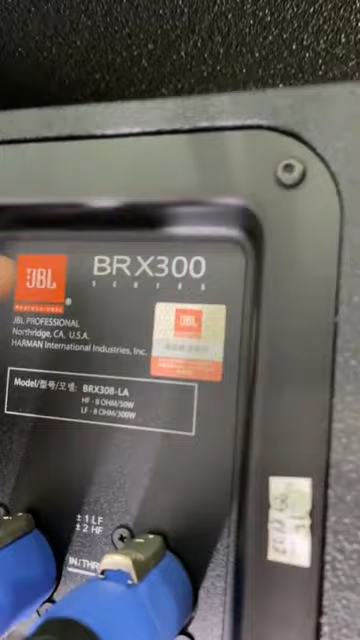 BRX300
SERIES
JBL
PROFESSIONAL
®
JBL PROFESSIONAL
Northridge, CA, U.S.A.
HARMAN International Industries, Inc.
JBL
Model/型号/모델: BRX308-LA
HF - 8 OHM/50W
LF - 8 OHM/300W
± 1 LF
± 2 HF
IN/THR